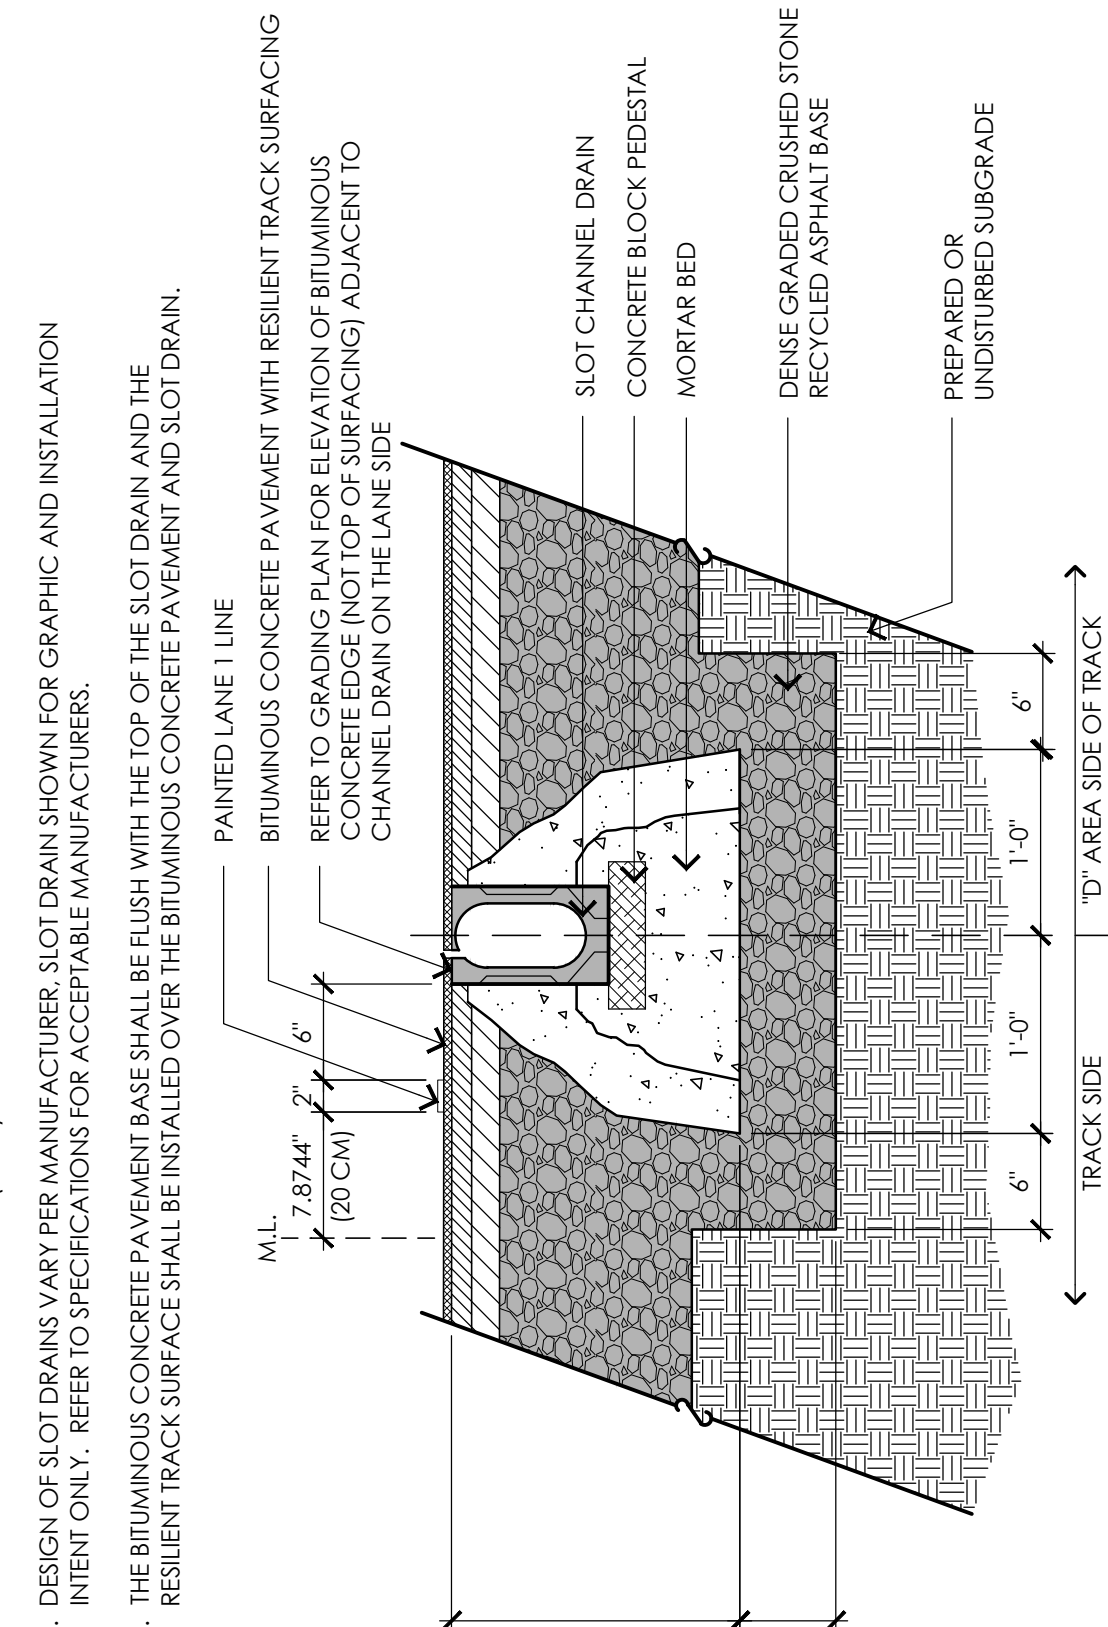 . DESIGN OF SLOT DRAINS VARY PER MANUFACTURER, SLOT DRAIN SHOWN FOR GRAPHIC AND INSTALLATION
INTENT ONLY. REFER TO SPECIFICATIONS FOR ACCEPTABLE MANUFACTURERS.
. THE BITUMINOUS CONCRETE PAVEMENT BASE SHALL BE FLUSH WITH THE TOP OF THE SLOT DRAIN AND THE
RESILIENT TRACK SURFACE SHALL BE INSTALLED OVER THE BITUMINOUS CONCRETE PAVEMENT AND SLOT DRAIN.
PAINTED LANE 1 LINE
BITUMINOUS CONCRETE PAVEMENT WITH RESILIENT TRACK SURFACING
REFER TO GRADING PLAN FOR ELEVATION OF BITUMINOUS
CONCRETE EDGE (NOT TOP OF SURFACING) ADJACENT TO
CHANNEL DRAIN ON THE LANE SIDE
M.L.
7.8744"
(20 CM)
2"
6"
SLOT CHANNEL DRAIN
CONCRETE BLOCK PEDESTAL
MORTAR BED
DENSE GRADED CRUSHED STONE
RECYCLED ASPHALT BASE
PREPARED OR
UNDISTURBED SUBGRADE
6"
1'-0"
1'-0"
6"
TRACK SIDE
"D" AREA SIDE OF TRACK